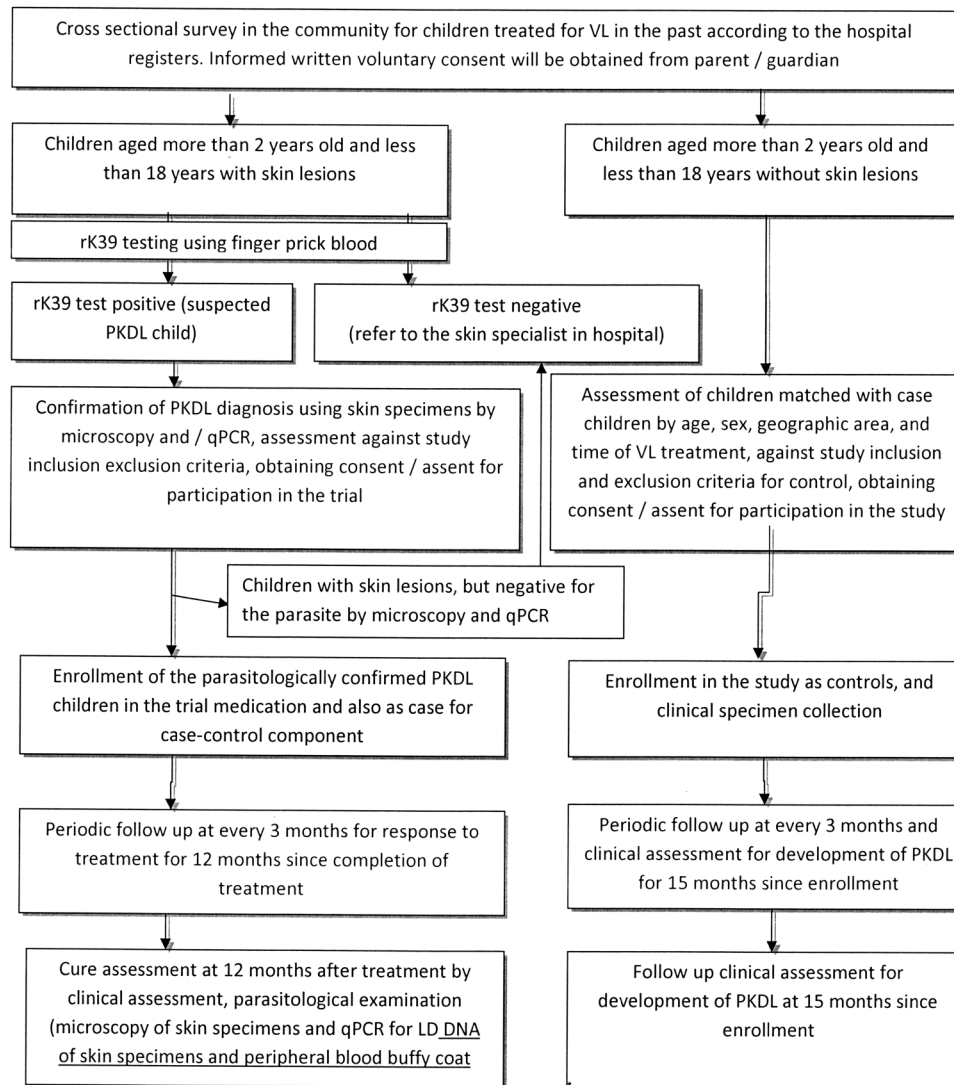 Cross sectional survey in the community for children treated for VL in the past according to the hospital
registers. Informed written voluntary consent will be obtained from parent / guardian
Children aged more than 2 years old and less
than 18 years with skin lesions
Children aged more than 2 years old and
less than 18 years without skin lesions
rK39 testing using finger prick blood
rK39 test positive (suspected
PKDL child)
rK39 test negative
(refer to the skin specialist in hospital)
Confirmation of PKDL diagnosis using skin specimens by
microscopy and / qPCR, assessment against study
inclusion exclusion criteria, obtaining consent / assent for
participation in the trial
Assessment of children matched with case
children by age, sex, geographic area, and
time of VL treatment, against study inclusion
and exclusion criteria for control, obtaining
consent / assent for participation in the study
Children with skin lesions, but negative for
the parasite by microscopy and qPCR
Enrollment of the parasitologically confirmed PKDL
children in the trial medication and also as case for
case-control component
Enrollment in the study as controls, and
clinical specimen collection
Periodic follow up at every 3 months for response to
treatment for 12 months since completion of
treatment
Periodic follow up at every 3 months and
clinical assessment for development of PKDL
for 15 months since enrollment
Cure assessment at 12 months after treatment by
clinical assessment, parasitological examination
(microscopy of skin specimens and qPCR for LD DNA
of skin specimens and peripheral blood buffy coat
Follow up clinical assessment for
development of PKDL at 15 months since
enrollment